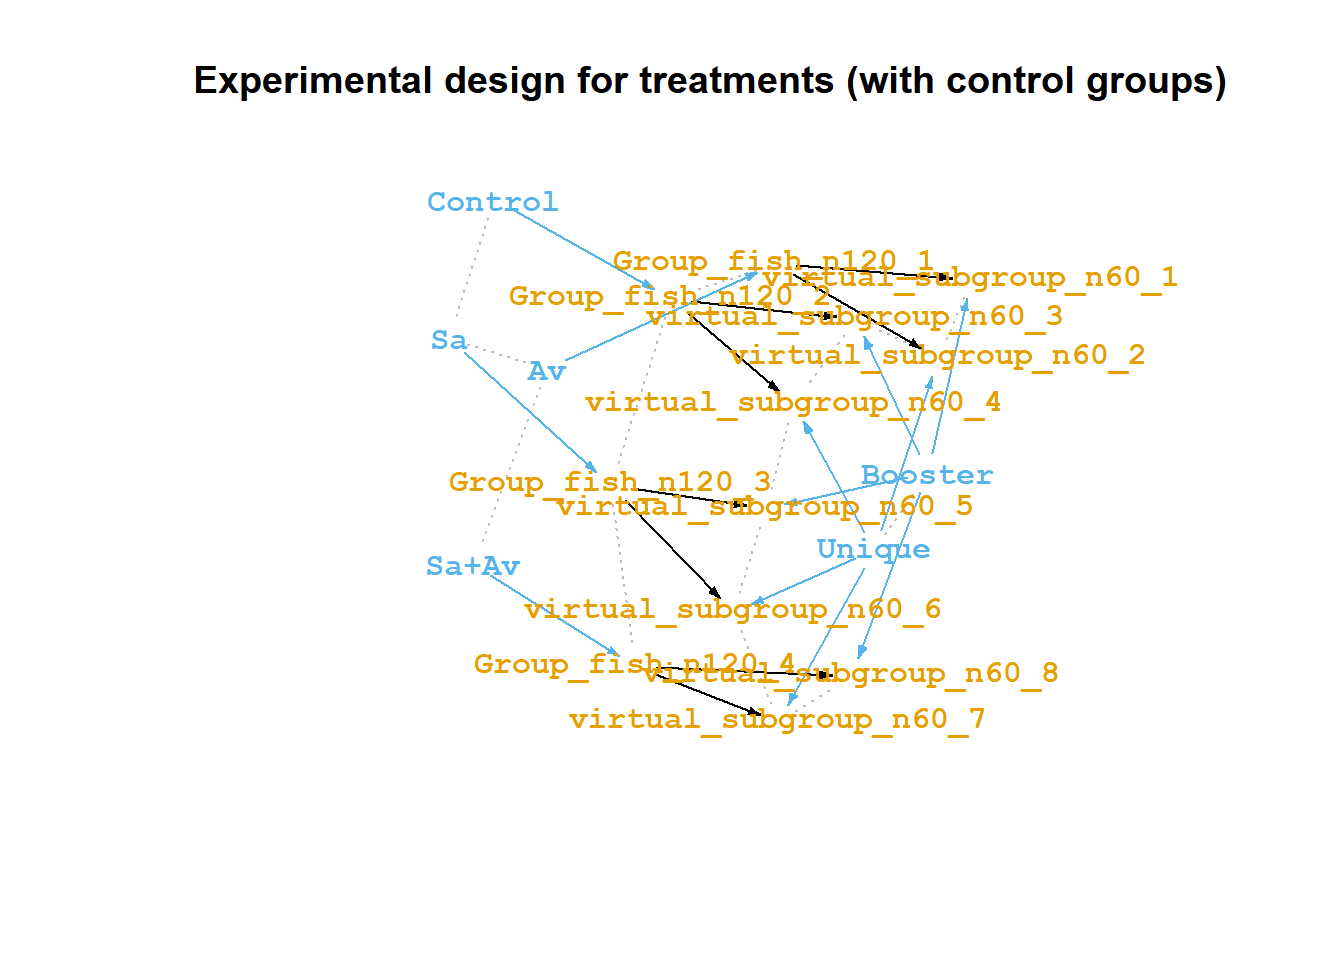 Experimental design for treatments (with control groups)
Control
Group_fish_n120_1
virtual_subgroup_n60_1
Group_fish_n120_2
virtual_subgroup_n60_3
Sa
virtual_subgroup_n60_2
Av
virtual_subgroup_n60_4
Booster
Group_fish_n120_3
virtual_subgroup_n60_5
Unique
Sa+Av
virtual_subgroup_n60_6
Group_fish_n120_4
virtual_subgroup_n60_8
virtual_subgroup_n60_7